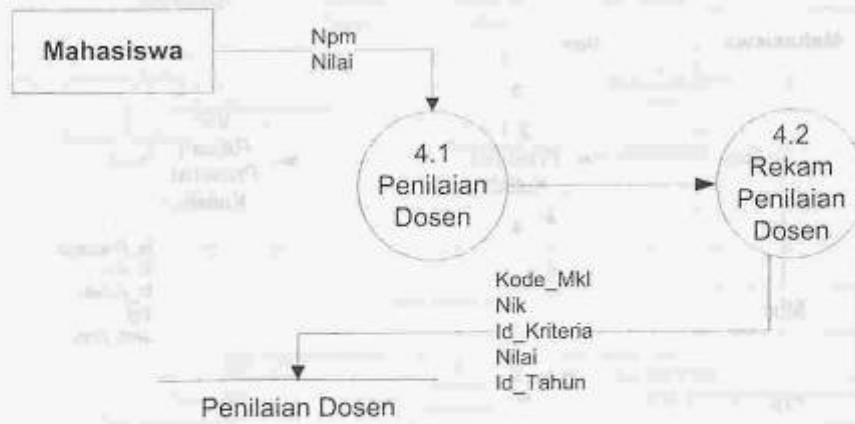 Mahasiswa
Npm
Nilai
4.1
Penilaian
Dosen
4.2
Rekam
Penilaian
Dosen
Kode_Mkl
Nik
Id_Kriteria
Nilai
Id_Tahun
Penilaian Dosen